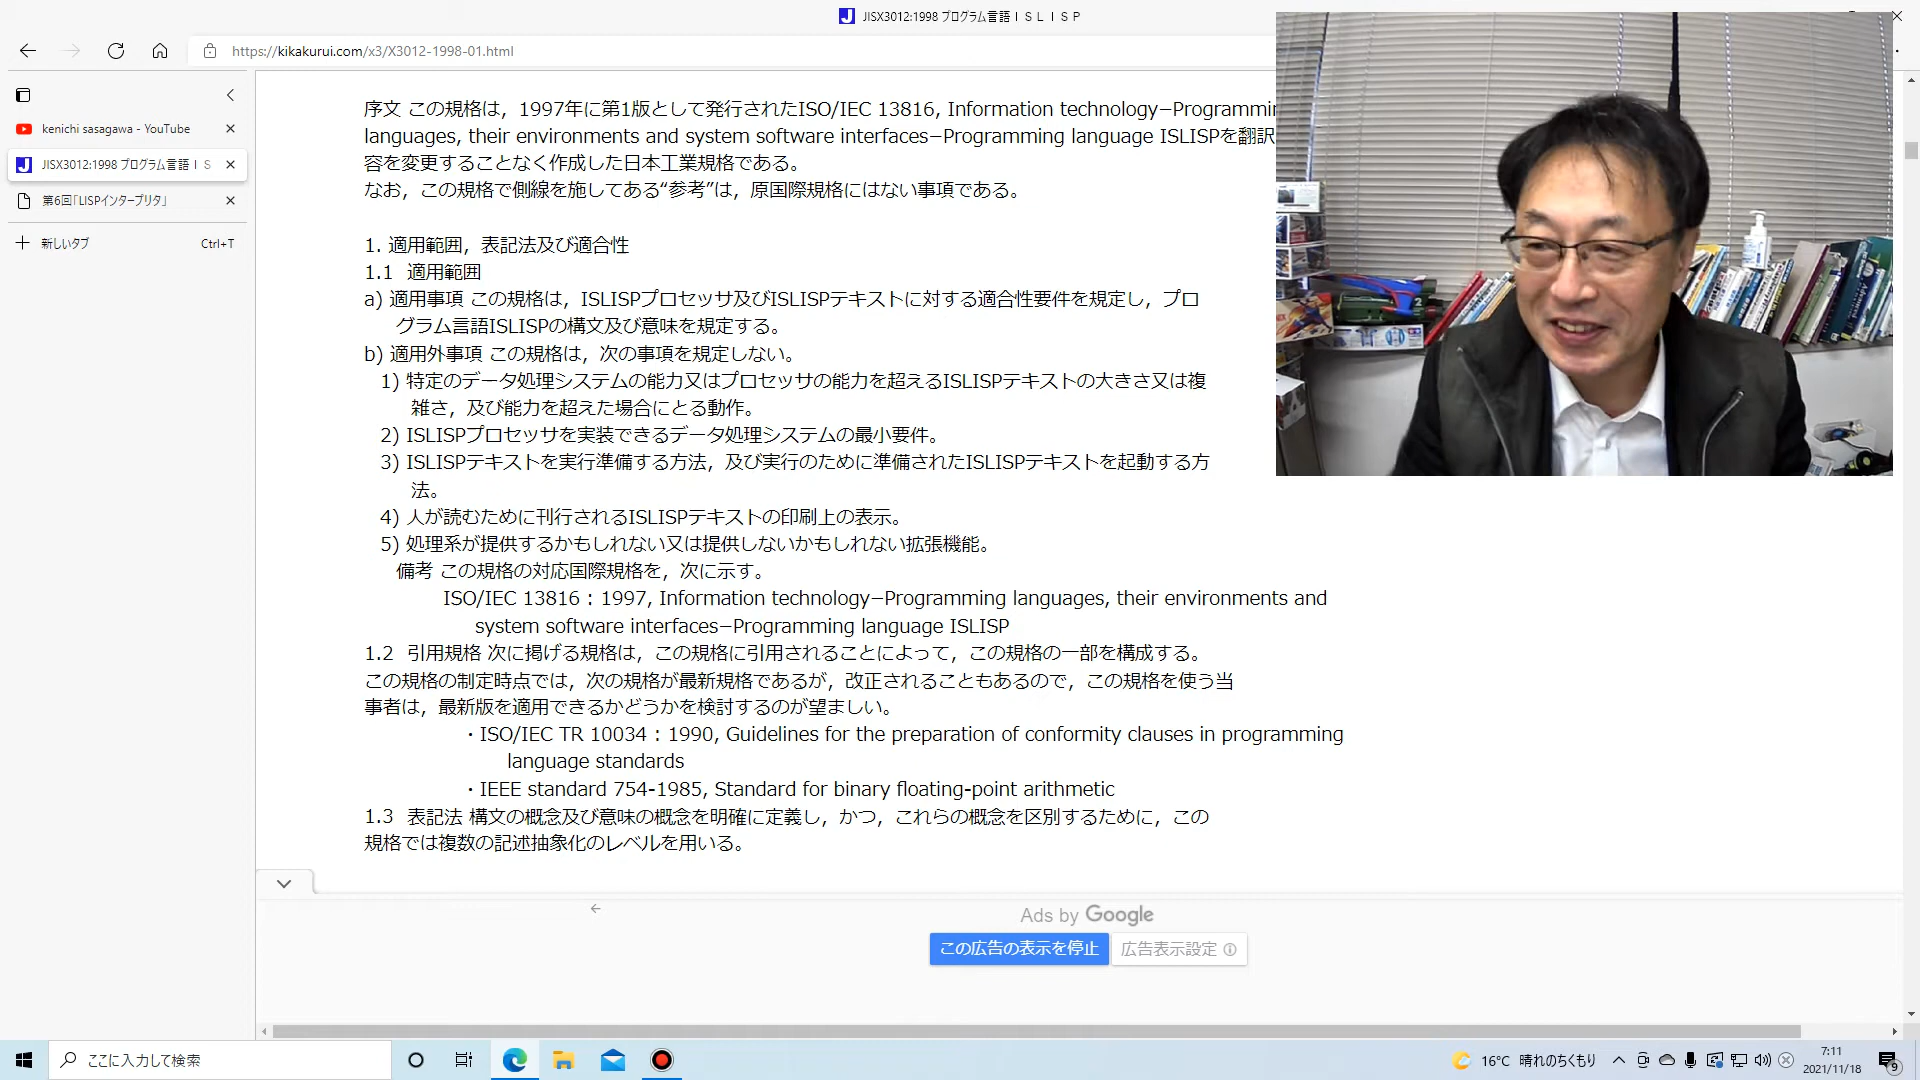 JISX3012:1998 プログラム言語ＩＳＬＩＳＰ
https://kikakurui.com/x3/X3012-1998-01.html
kenichi sasagawa - YouTube
JISX3012:1998 プログラム言語ＩＳ
第6回「LISPインタープリタ」
新しいタブ
Ctrl+T
序文 この規格は，1997年に第1版として発行されたISO/IEC 13816, Information technology−Programmin
languages, their environments and system software interfaces−Programming language ISLISPを翻訳
容を変更することなく作成した日本工業規格である。
なお，この規格で側線を施してある“参考”は，原国際規格にはない事項である。
1. 適用範囲，表記法及び適合性
1.1 適用範囲
a) 適用事項 この規格は，ISLISPプロセッサ及びISLISPテキストに対する適合性要件を規定し，プロ
グラム言語ISLISPの構文及び意味を規定する。
b) 適用外事項 この規格は，次の事項を規定しない。
1) 特定のデータ処理システムの能力又はプロセッサの能力を超えるISLISPテキストの大きさ又は複
雑さ，及び能力を超えた場合にとる動作。
2) ISLISPプロセッサを実装できるデータ処理システムの最小要件。
3) ISLISPテキストを実行準備する方法，及び実行のために準備されたISLISPテキストを起動する方
法。
4) 人が読むために刊行されるISLISPテキストの印刷上の表示。
5) 処理系が提供するかもしれない又は提供しないかもしれない拡張機能。
備考 この規格の対応国際規格を，次に示す。
ISO/IEC 13816 : 1997, Information technology−Programming languages, their environments and
system software interfaces−Programming language ISLISP
1.2 引用規格 次に掲げる規格は，この規格に引用されることによって，この規格の一部を構成する。
この規格の制定時点では，次の規格が最新規格であるが，改正されることもあるので，この規格を使う当
事者は，最新版を適用できるかどうかを検討するのが望ましい。
・ISO/IEC TR 10034 : 1990, Guidelines for the preparation of conformity clauses in programming
language standards
・IEEE standard 754-1985, Standard for binary floating-point arithmetic
1.3 表記法 構文の概念及び意味の概念を明確に定義し，かつ，これらの概念を区別するために，この
規格では複数の記述抽象化のレベルを用いる。
Ads by Google
この広告の表示を停止
広告表示設定
ここに入力して検索
16°C 晴れのちくもり
7:11
2021/11/18
9